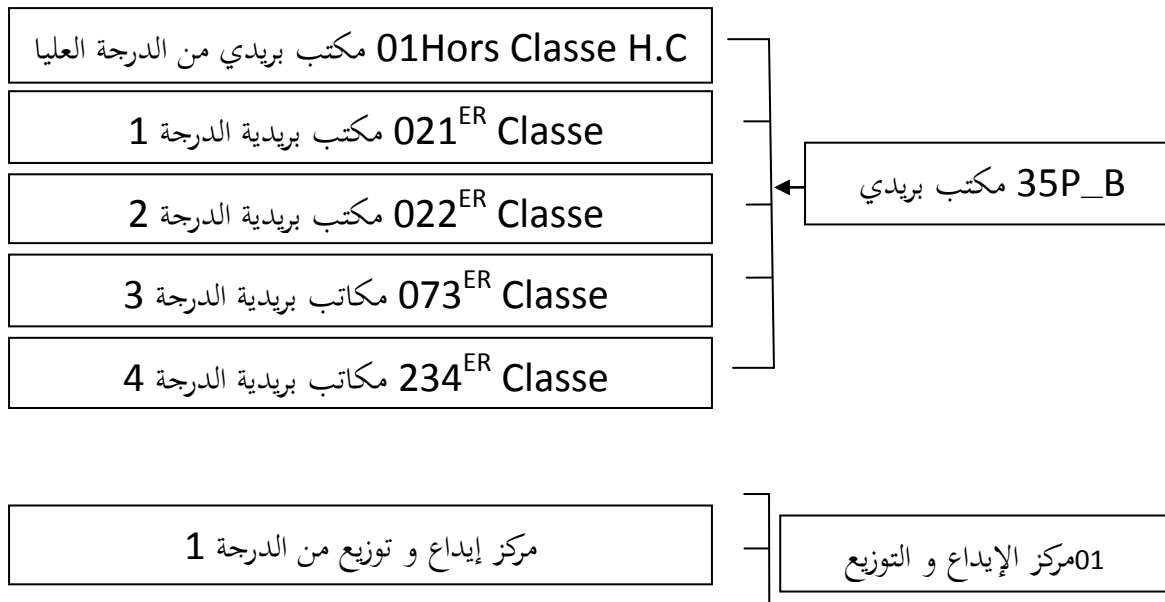 01Hors Classe H.C مكتب بريدي من الدرجة العليا
021ER Classe مكتب بريدية الدرجة 1
022ER Classe مكتب بريدية الدرجة 2
073ER Classe مكاتب بريدية الدرجة 3
234ER Classe مكاتب بريدية الدرجة 4
35P_B مكتب بريدي
مركز إيداع و توزيع من الدرجة 1
01مركز الإيداع و التوزيع